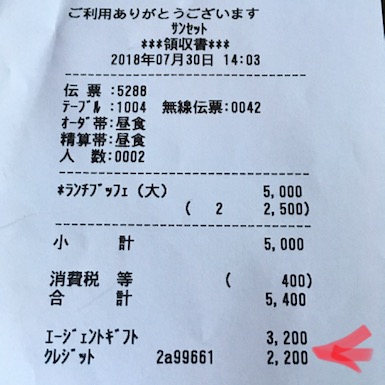 ご利用ありがとうございます
サンセット
***領収書***
2018年07月30日 14:03
伝 票:5288
テーブル:1004 無線伝票:0042
オーダ帯:昼食
精算帯:昼食
人 数:0002
*ランチブッフェ(大) 5,000
( 2 2,500)
小 計 5,000
消費税 等 ( 400)
合 計 5,400
エージェントギフト 3,200
クレジット 2a99661 2,200